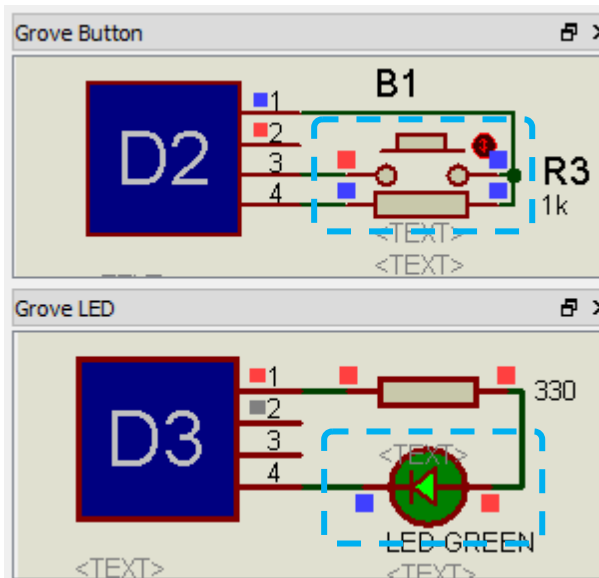 Grove Button
B1
D2
1
2
3
4
R3
1k
<TEXT>
<TEXT>
Grove LED
D3
1
2
3
4
330
<TEXT>
LED GREEN
<TEXT>
<TEXT>